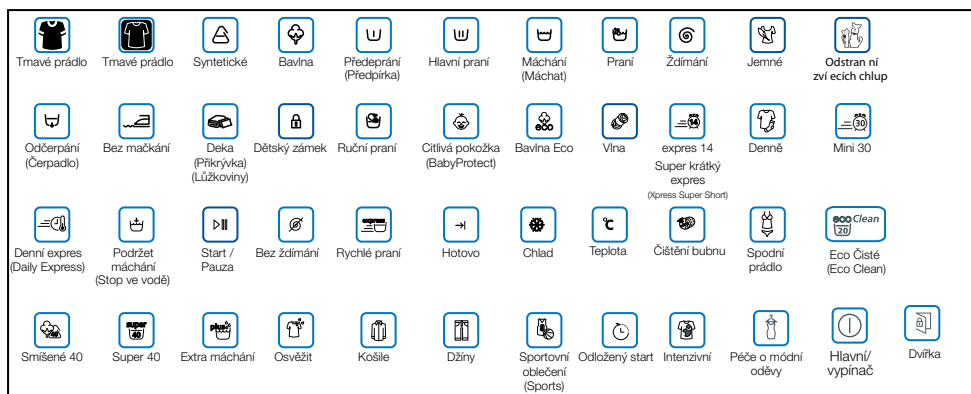 Tmavé prádlo
Tmavé prádlo
Syntetické
Bavlna
Předeprání
(Předpírka)
Hlavní praní
Máchání
(Máchat)
Praní
Ždímání
Jemné
Odstran ní
zví ecích chlup
Odčerpání
(Čerpadlo)
Bez mačkání
Deka
(Přikrývka)
(Lůžkoviny)
Dětský zámek
Ruční praní
Citlivá pokožka
(BabyProtect)
eco
Bavlna Eco
Vlna
14
expres 14
Super krátký
expres
(Xpress Super Short)
Denně
30
Mini 30
Denní expres
(Daily Express)
Podržet
máchání
(Stop ve vodě)
Start /
Pauza
Bez ždímání
express
Rychlé praní
Hotovo
Chlad
°C
Teplota
Čištění bubnu
Spodní
prádlo
eco Clean
20
Eco Čisté
(Eco Clean)
40
Smíšené 40
super
40
Super 40
plus
Extra máchání
Osvěžit
Košile
Džíny
Sportovní
oblečení
(Sports)
Odložený start
Intenzivní
Péče o módní
oděvy
Hlavní/
vypínač
Dvířka